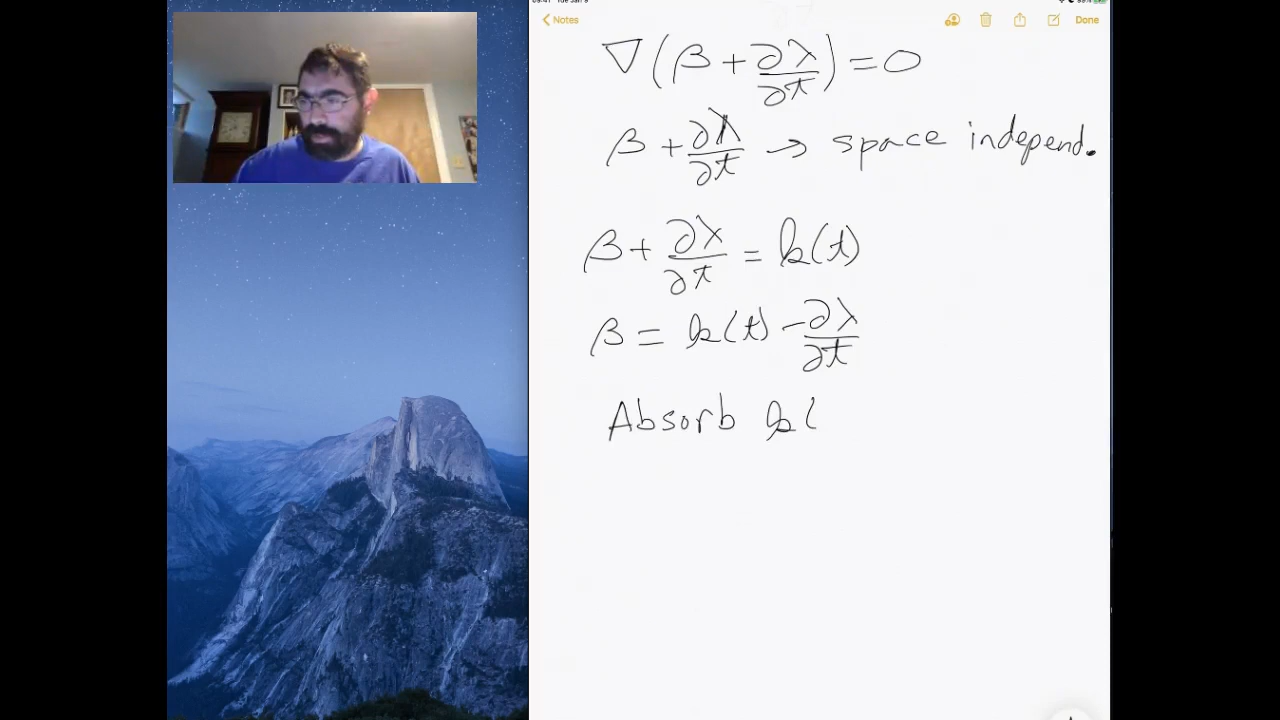 Notes
Done
∇(β + ∂λ/∂t) = 0
β + ∂λ/∂t → space independ.
β + ∂λ/∂t = k(t)
β = k(t) - ∂λ/∂t
Absorb k(